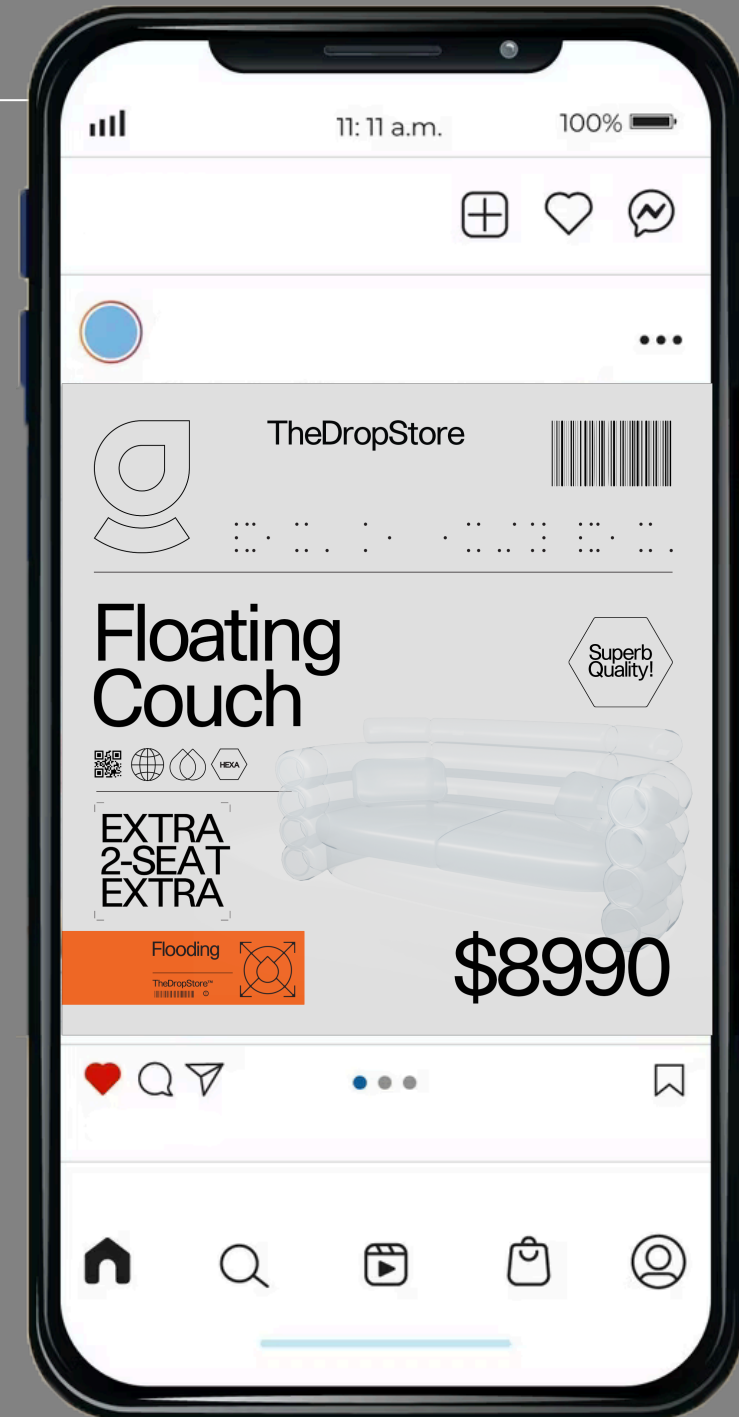 11: 11 a.m.
100%
TheDropStore
Floating
Couch
Superb
Quality!
HEXA
EXTRA
2-SEAT
EXTRA
Flooding
TheDropStore™
$8990